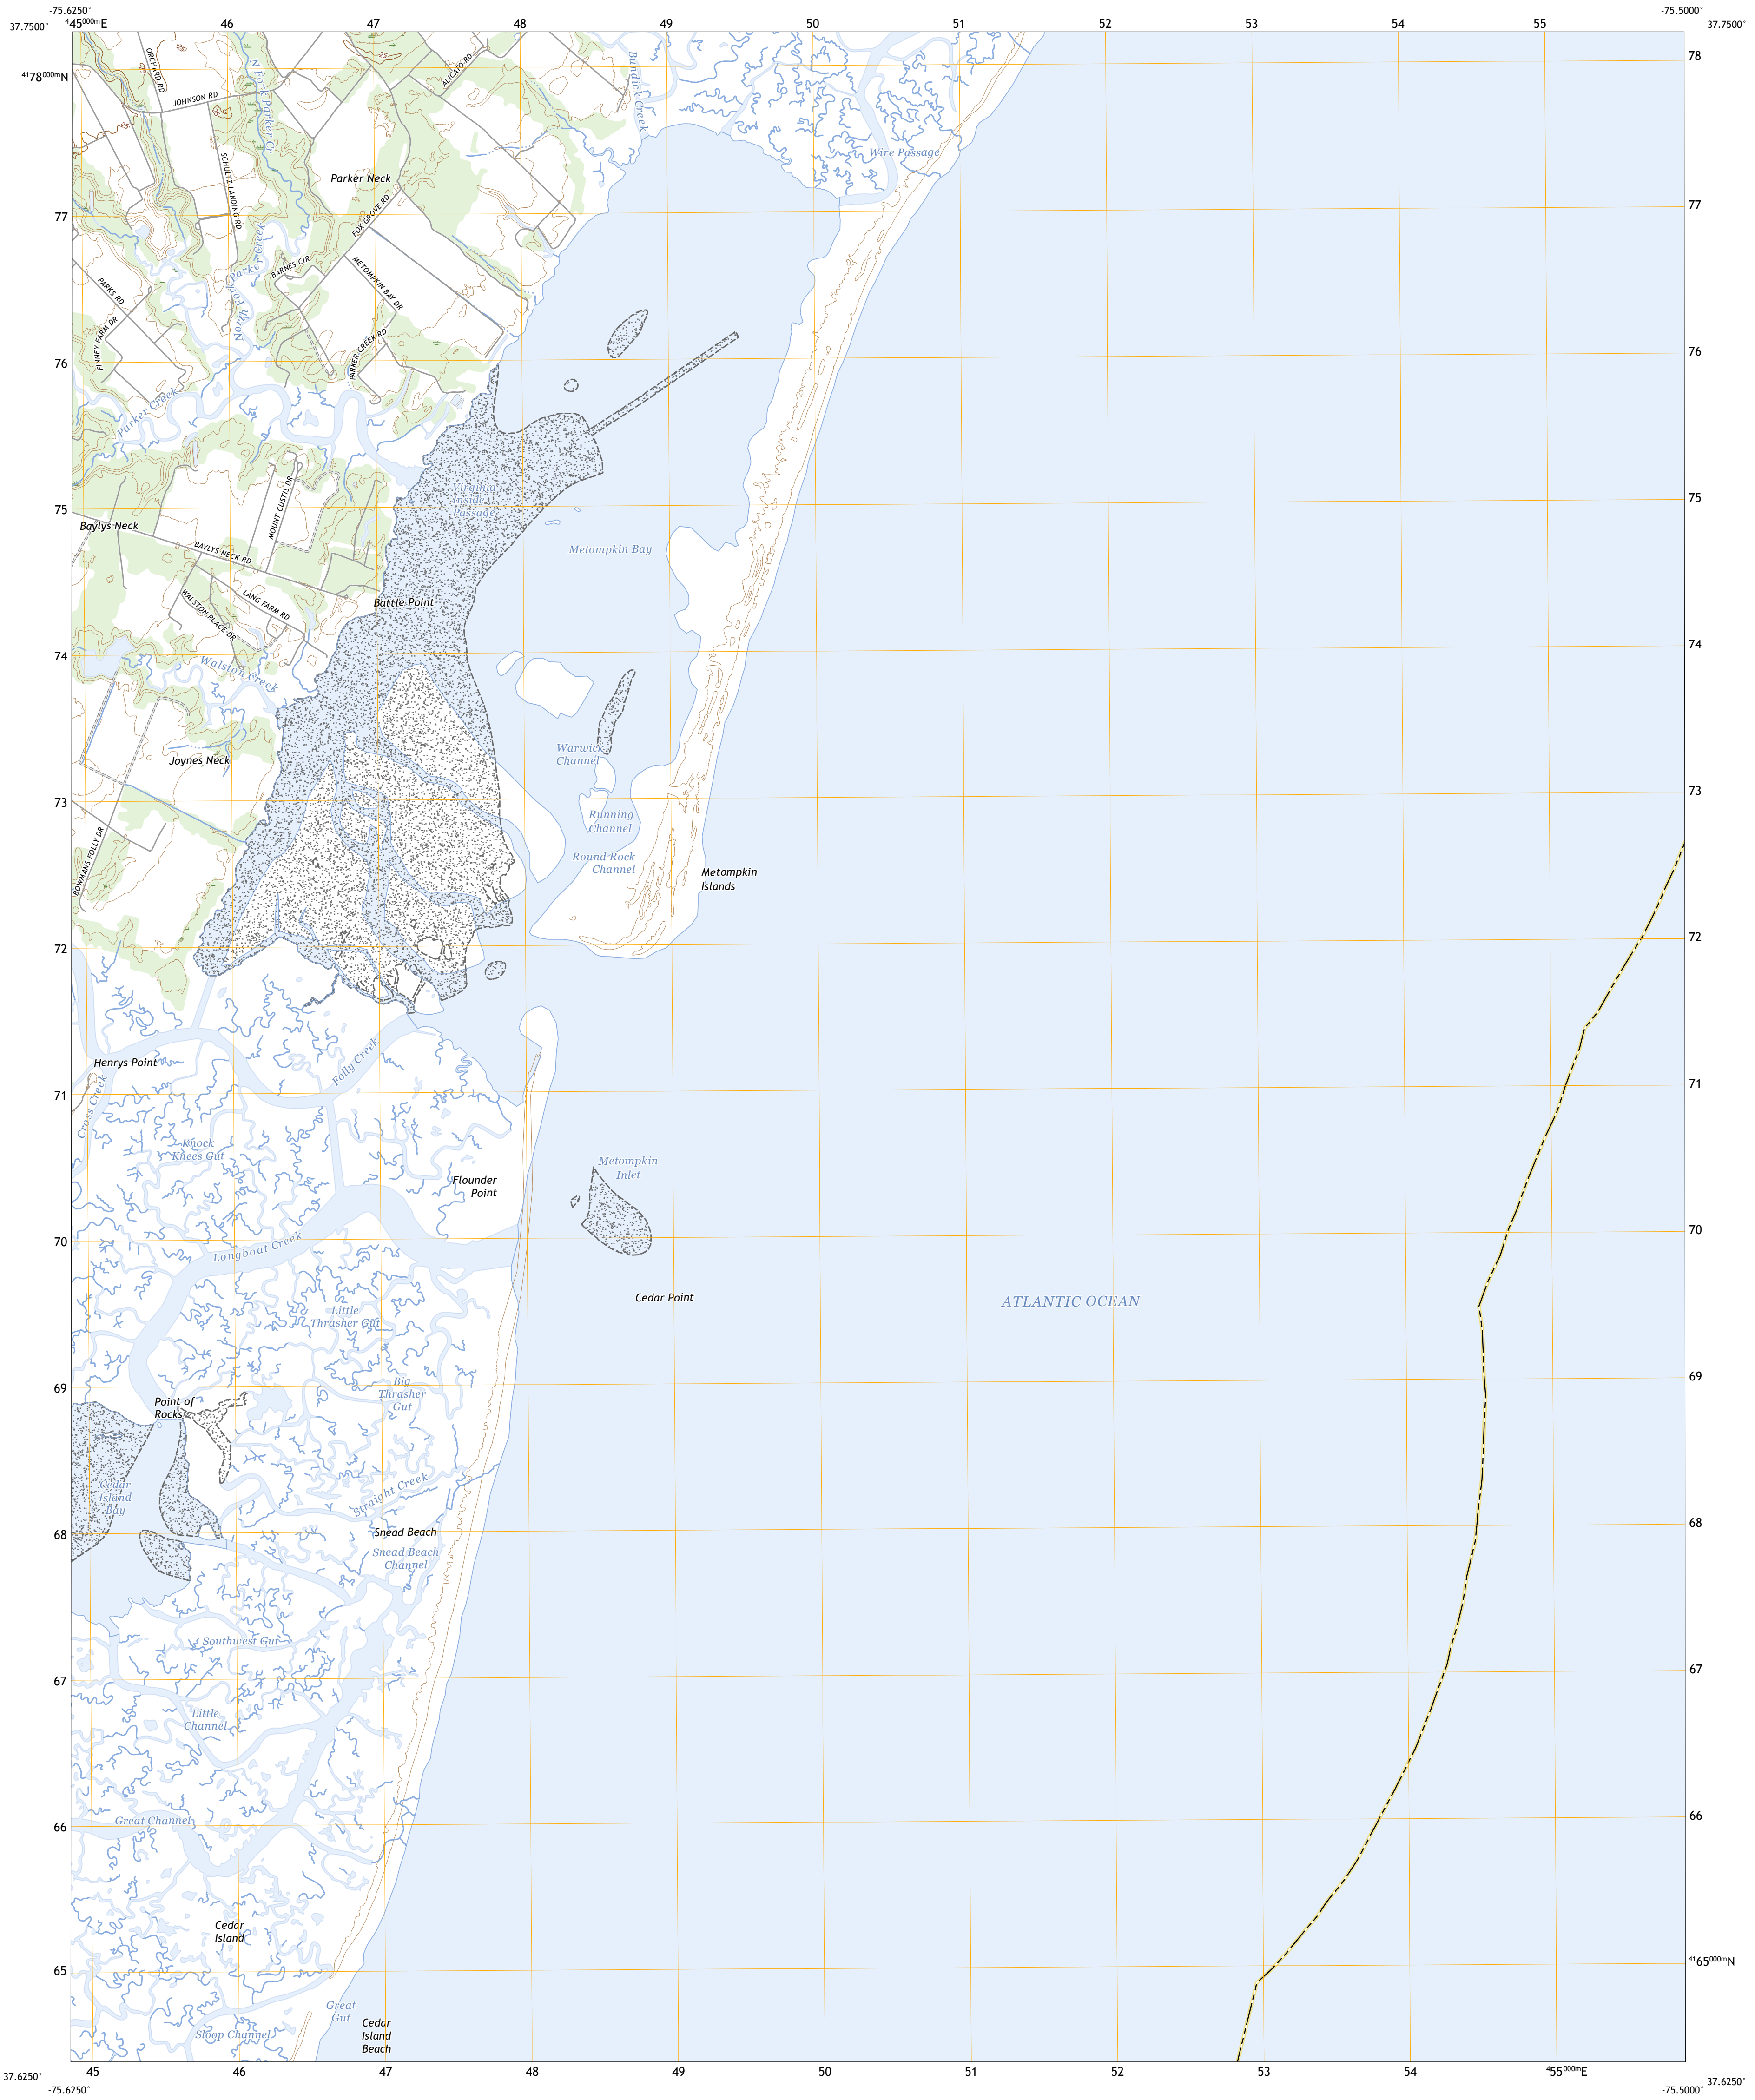 -75.6250°
-75.5000°
37.7500°
⁴45⁰⁰⁰ᵐE
46
47
48
49
50
51
52
53
54
55
37.7500°
⁴¹78⁰⁰⁰ᵐN
78
ORCHARD RD
25
25
ALICATO RD
Bundick Creek
N Fork Parker Cr
JOHNSON RD
25
25
Wire Passage
SCHULTZ LANDING RD
Parker Neck
FOX GROVE RD
77
77
North Fork
Parker Creek
BARNES CIR
METOMPKIN BAY DR
PARKS RD
FINNEY FARM DR
PARKER CREEK RD
76
76
Parker Creek
Virginia
Inside
Passage
MOUNT CUSTIS DR
75
75
Baylys Neck
BAYLYS NECK RD
Metompkin Bay
LANG FARM RD
WALSTON PLACE DR
Battle Point
74
74
Walston Creek
Joynes Neck
Warwick
Channel
73
73
Running
Channel
BOWMANS FOLLY DR
Round Rock
Channel
Metompkin
Islands
72
72
Henrys Point
Folly Creek
Cross Creek
71
71
Knock
Knees Gut
Metompkin
Inlet
Flounder
Point
70
70
Longboat Creek
Cedar Point
ATLANTIC OCEAN
Little
Thrasher Gut
69
69
Big
Thrasher
Gut
Point of
Rocks
Cedar
Island
Bay
Straight Creek
68
68
Snead Beach
Snead Beach
Channel
Southwest Gut
67
67
Little
Channel
Great Channel
66
66
Cedar
Island
65
⁴¹65⁰⁰⁰ᵐN
Great
Gut
Sloop Channel
Cedar
Island
Beach
37.6250°
45
46
47
48
49
50
51
52
53
54
⁴55⁰⁰⁰ᵐE
37.6250°
-75.6250°
-75.5000°